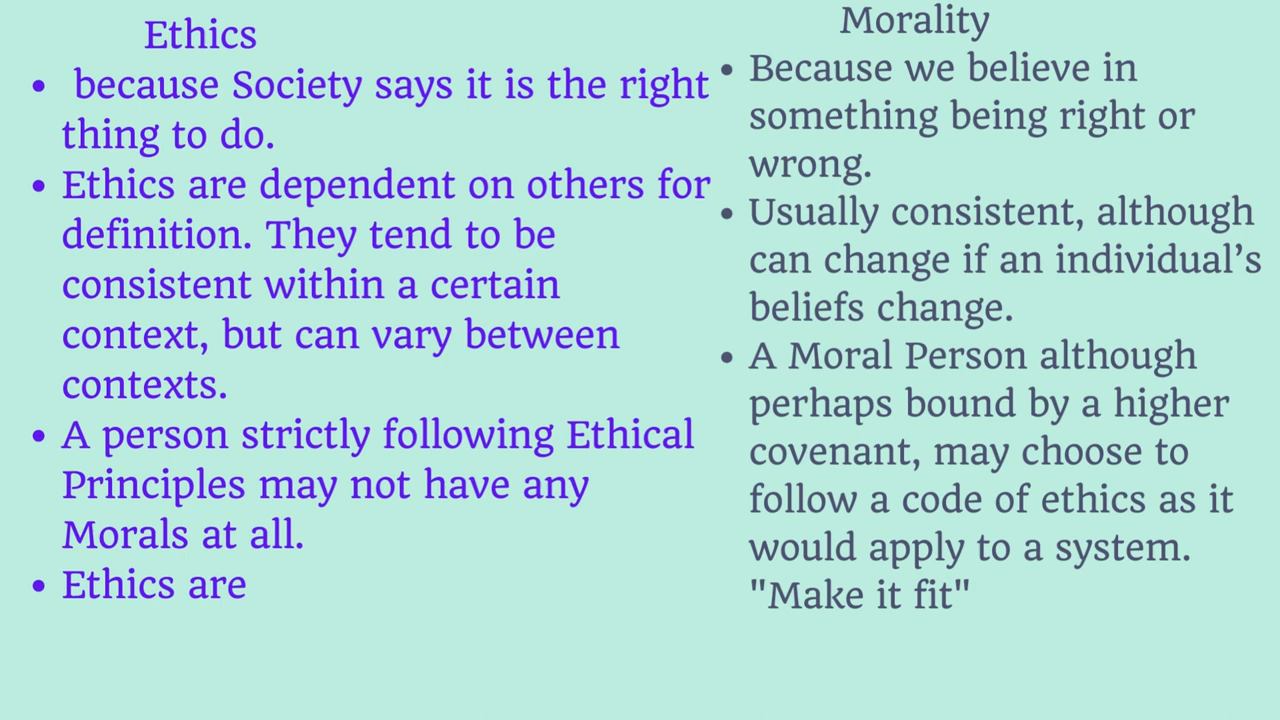 Ethics
• because Society says it is the right
thing to do.
• Ethics are dependent on others for
definition. They tend to be
consistent within a certain
context, but can vary between
contexts.
• A person strictly following Ethical
Principles may not have any
Morals at all.
• Ethics are
Morality
• Because we believe in
something being right or
wrong.
• Usually consistent, although
can change if an individual’s
beliefs change.
• A Moral Person although
perhaps bound by a higher
covenant, may choose to
follow a code of ethics as it
would apply to a system.
"Make it fit"